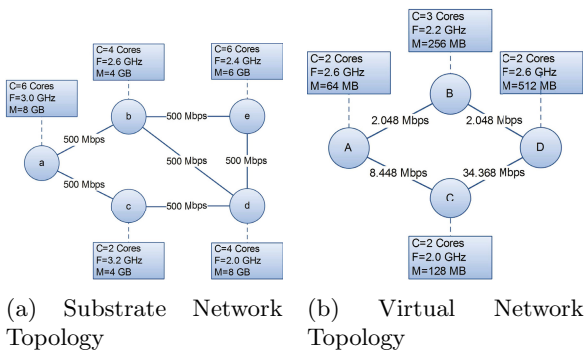 C=4 Cores
F=2.6 GHz
M=4 GB
C=6 Cores
F=2.4 GHz
M=6 GB
C=6 Cores
F=3.0 GHz
M=8 GB
b
500 Mbps
e
500 Mbps
a
500 Mbps
500 Mbps
500 Mbps
c
500 Mbps
d
C=2 Cores
F=3.2 GHz
M=4 GB
C=4 Cores
F=2.0 GHz
M=8 GB
(a) Substrate Network
Topology
C=3 Cores
F=2.2 GHz
M=256 MB
C=2 Cores
F=2.6 GHz
M=64 MB
C=2 Cores
F=2.6 GHz
M=512 MB
B
2.048 Mbps
2.048 Mbps
A
D
8.448 Mbps
34.368 Mbps
C
C=2 Cores
F=2.0 GHz
M=128 MB
(b) Virtual Network
Topology